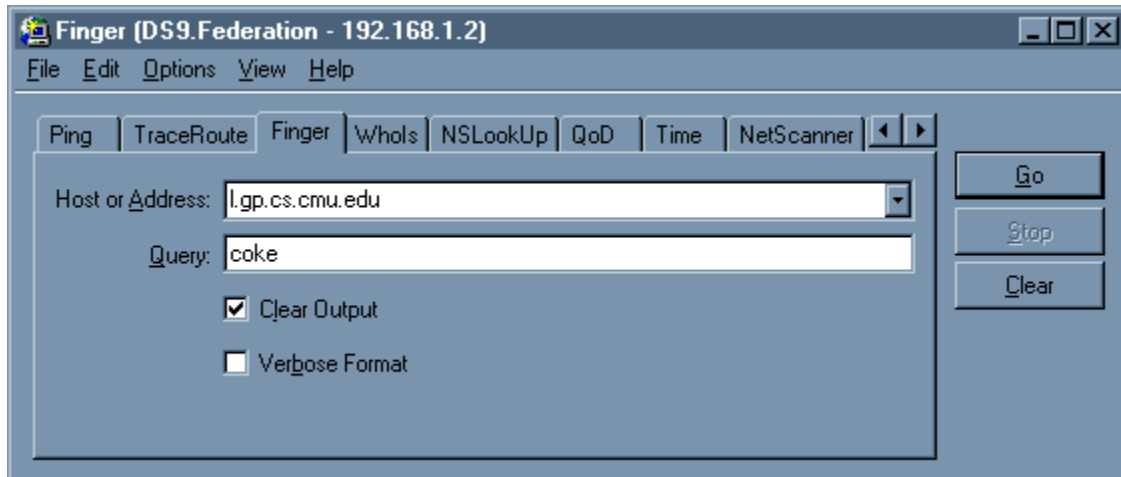 Finger (DS9.Federation - 192.168.1.2)
File Edit Options View Help
Ping TraceRoute Finger WhoIs NSLookUp QoD Time NetScanner
Host or Address: l.gp.cs.cmu.edu
Query: coke
Clear Output
Verbose Format
Go
Stop
Clear